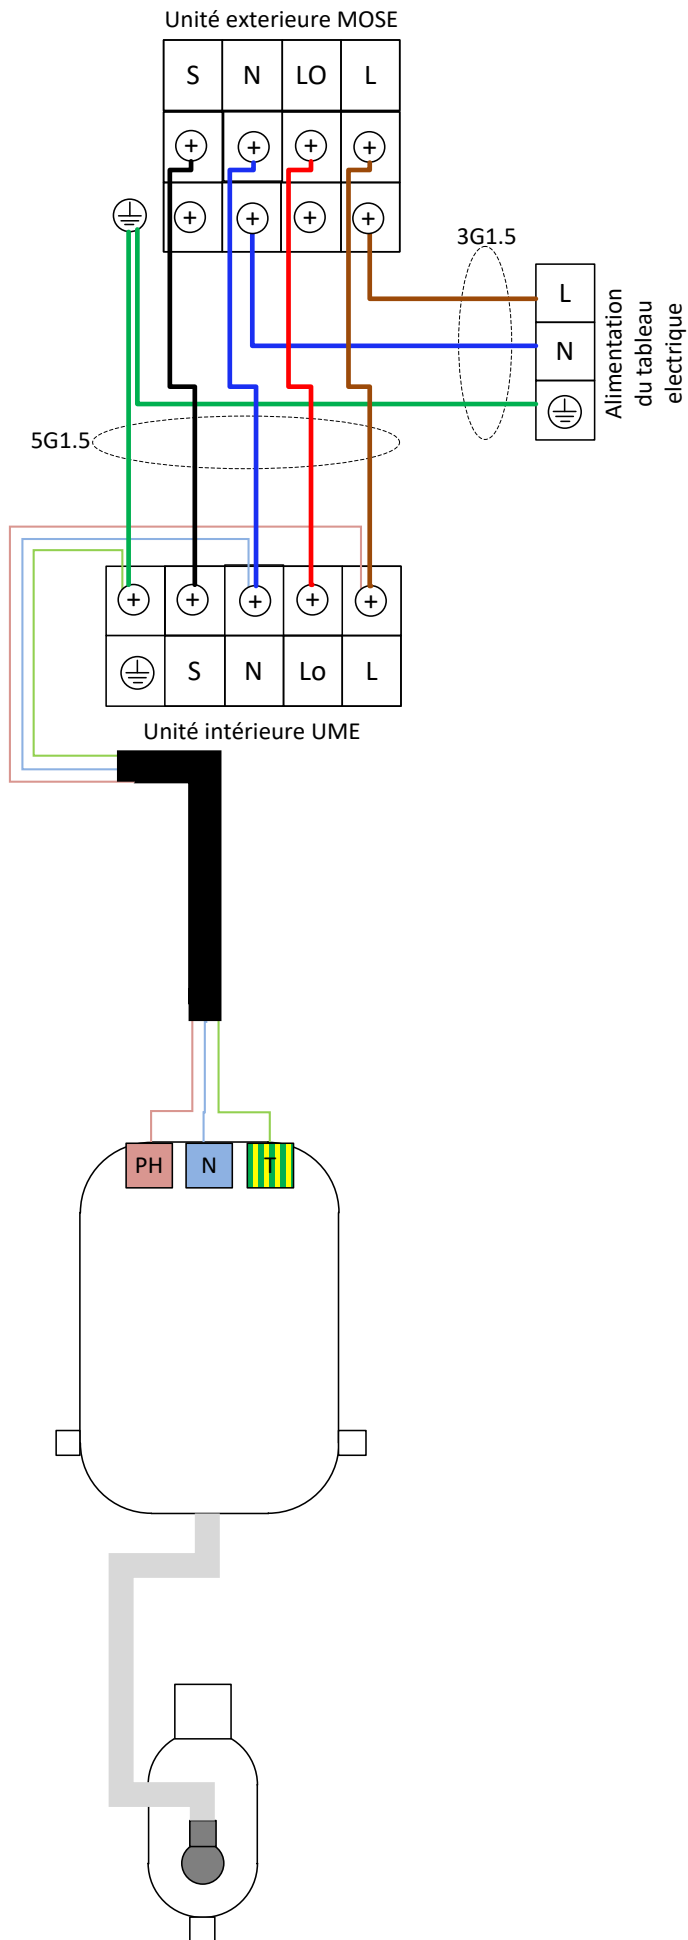 Unité exterieure MOSE
S N LO L
3G1.5
L
N
Alimentation
du tableau
electrique
5G1.5
S N Lo L
Unité intérieure UME
PH N T